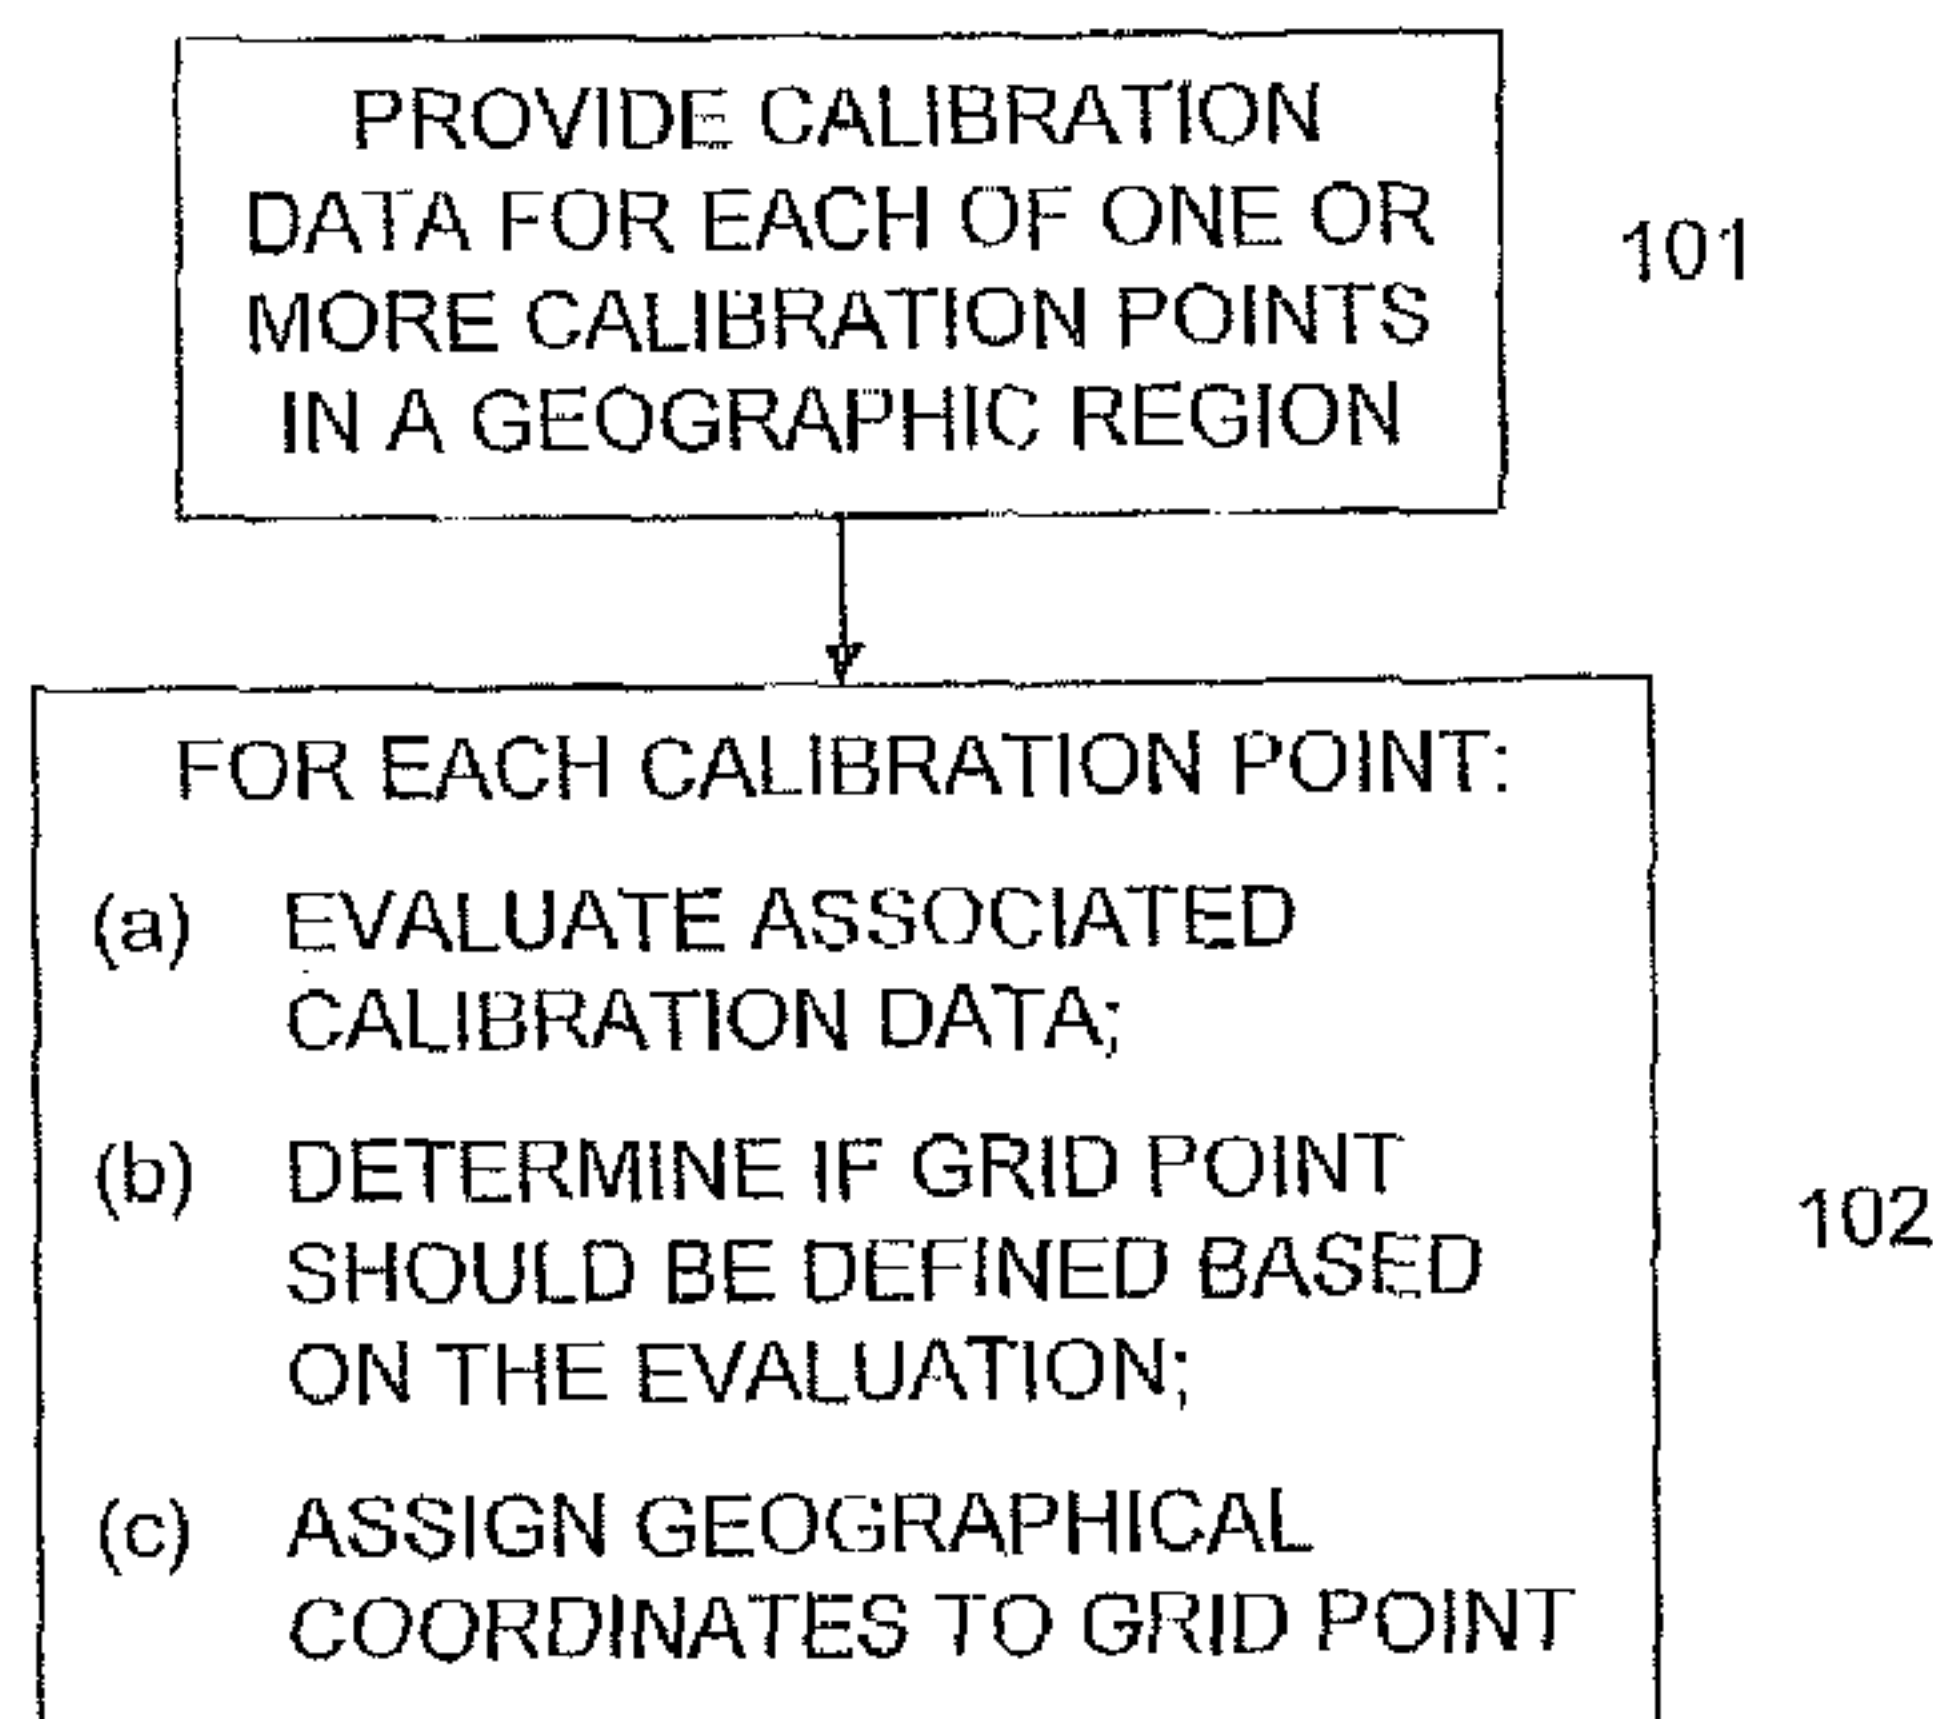 PROVIDE CALIBRATION
DATA FOR EACH OF ONE OR
MORE CALIBRATION POINTS
IN A GEOGRAPHIC REGION
101
FOR EACH CALIBRATION POINT:
(a) EVALUATE ASSOCIATED
CALIBRATION DATA;
(b) DETERMINE IF GRID POINT
SHOULD BE DEFINED BASED
ON THE EVALUATION;
102
(c) ASSIGN GEOGRAPHICAL
COORDINATES TO GRID POINT